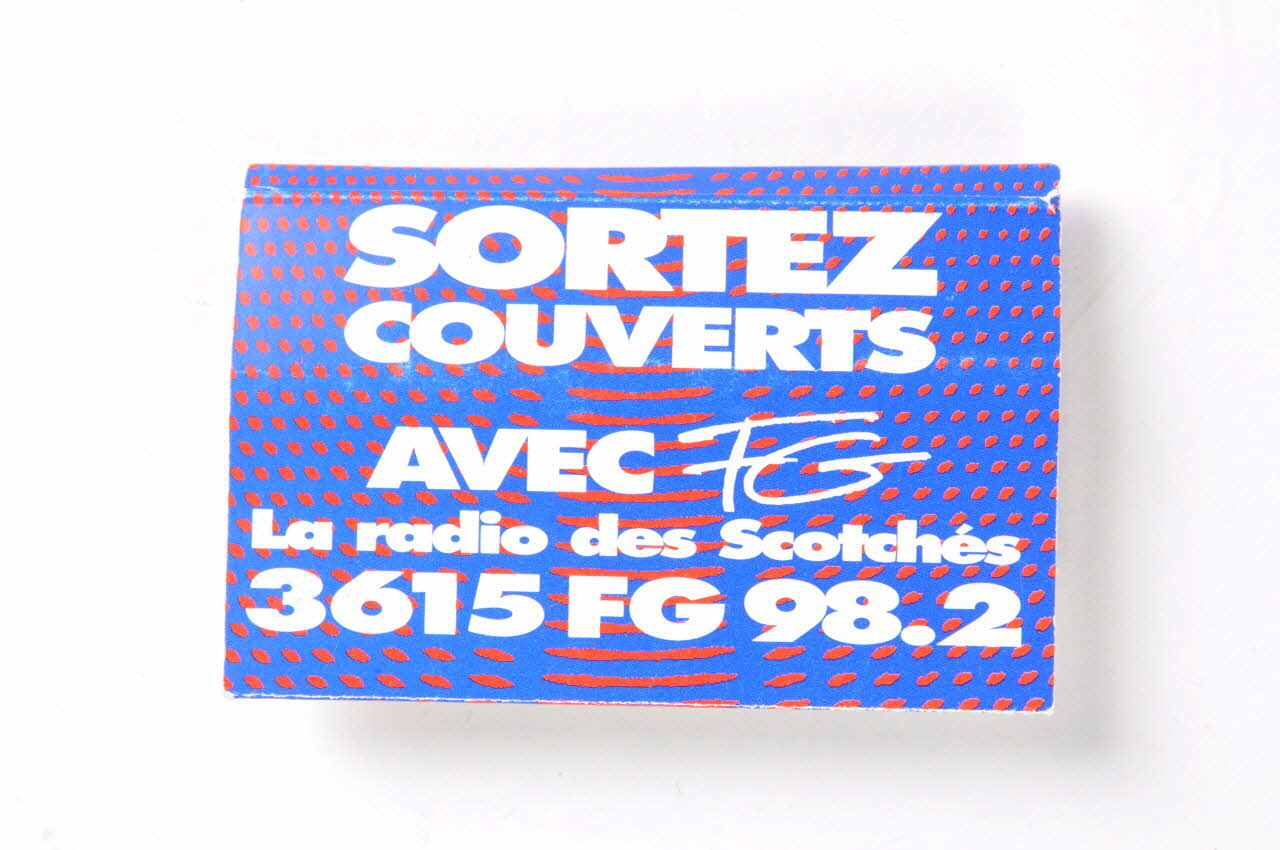 SORTEZ
COUVERTS
AVEC FG
La radio des Scotchés
3615 FG 98.2